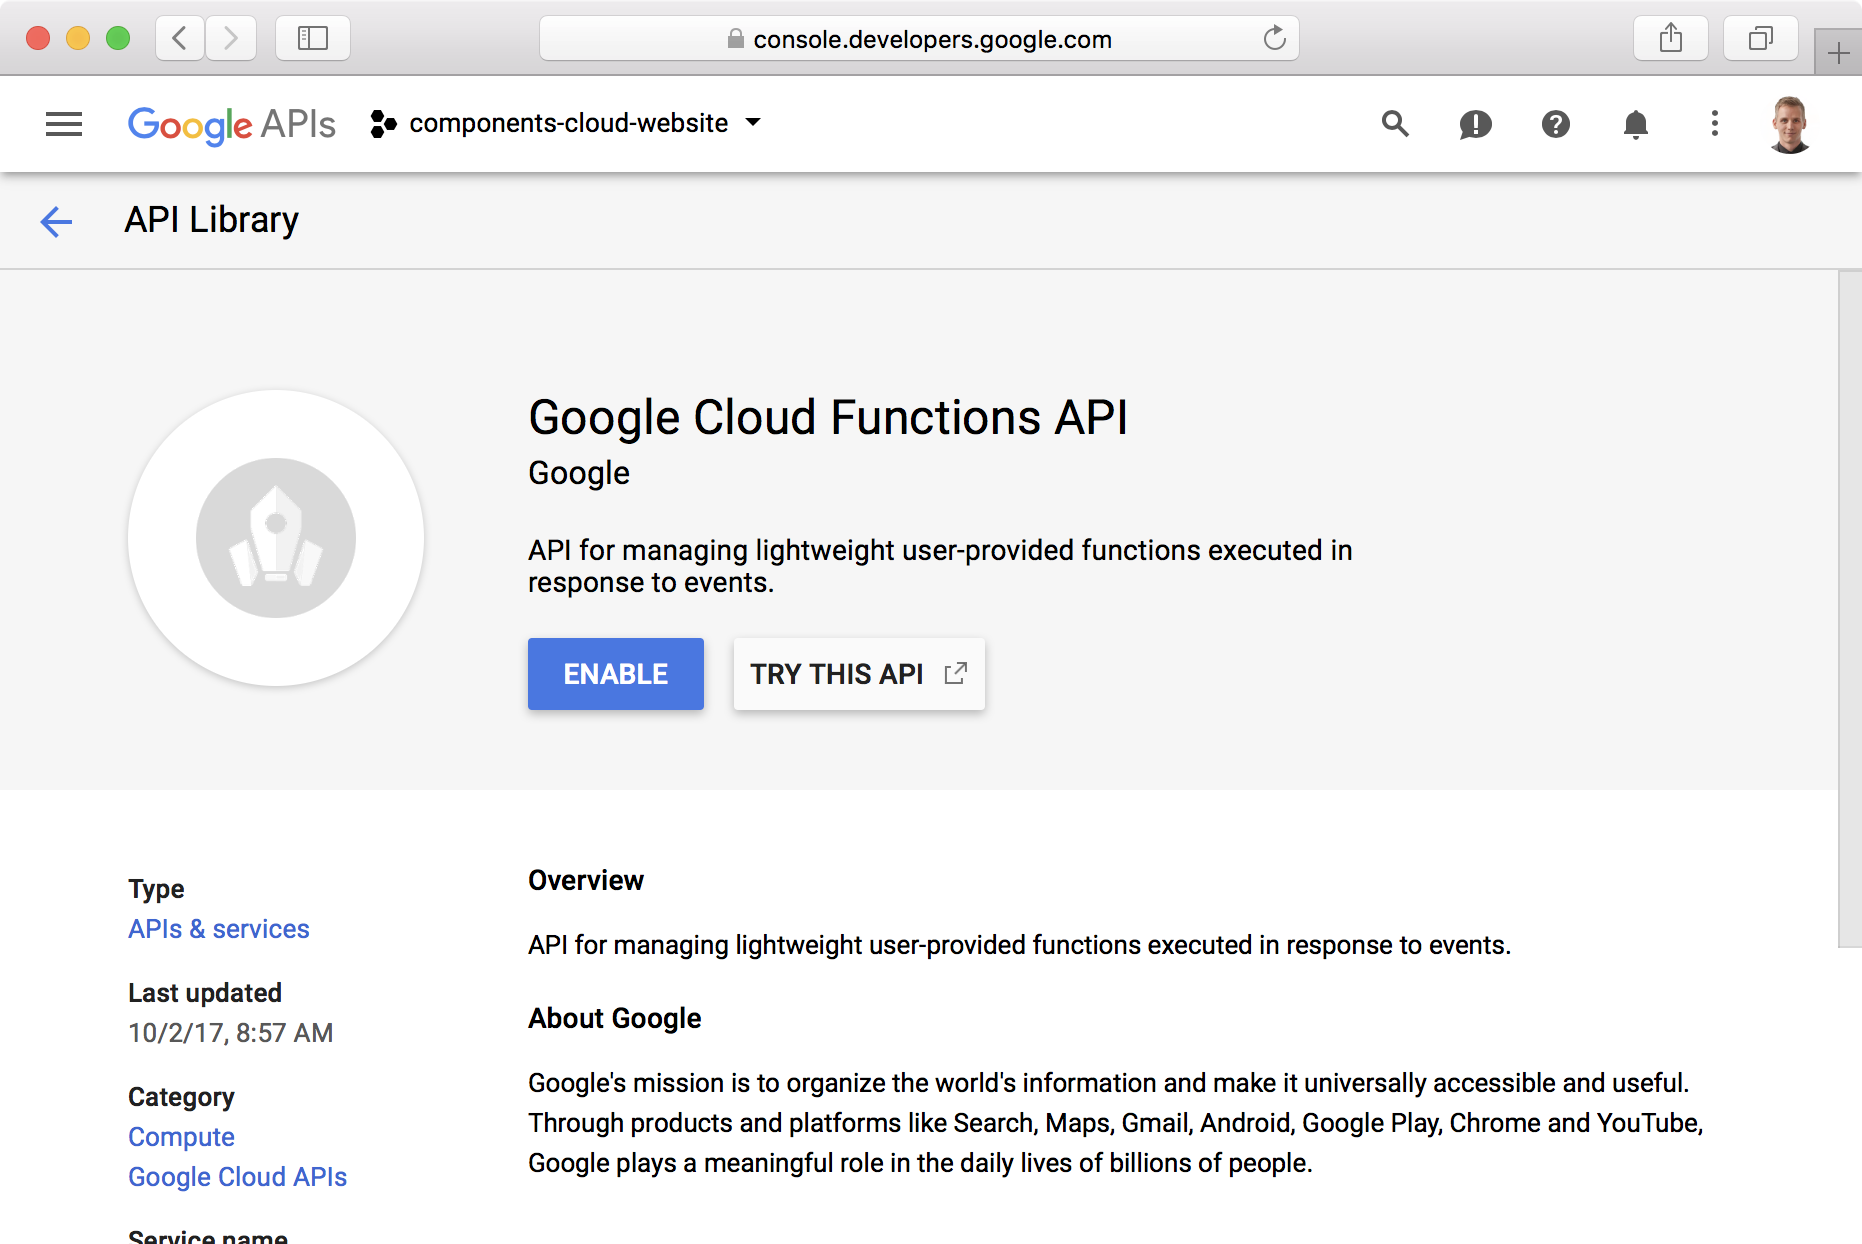 console.developers.google.com
Google APIs components-cloud-website
API Library
Google Cloud Functions API
Google
API for managing lightweight user-provided functions executed in
response to events.
ENABLE TRY THIS API
Type
APIs & services
Last updated
10/2/17, 8:57 AM
Category
Compute
Google Cloud APIs
Service name
Overview
API for managing lightweight user-provided functions executed in response to events.
About Google
Google's mission is to organize the world's information and make it universally accessible and useful.
Through products and platforms like Search, Maps, Gmail, Android, Google Play, Chrome and YouTube,
Google plays a meaningful role in the daily lives of billions of people.